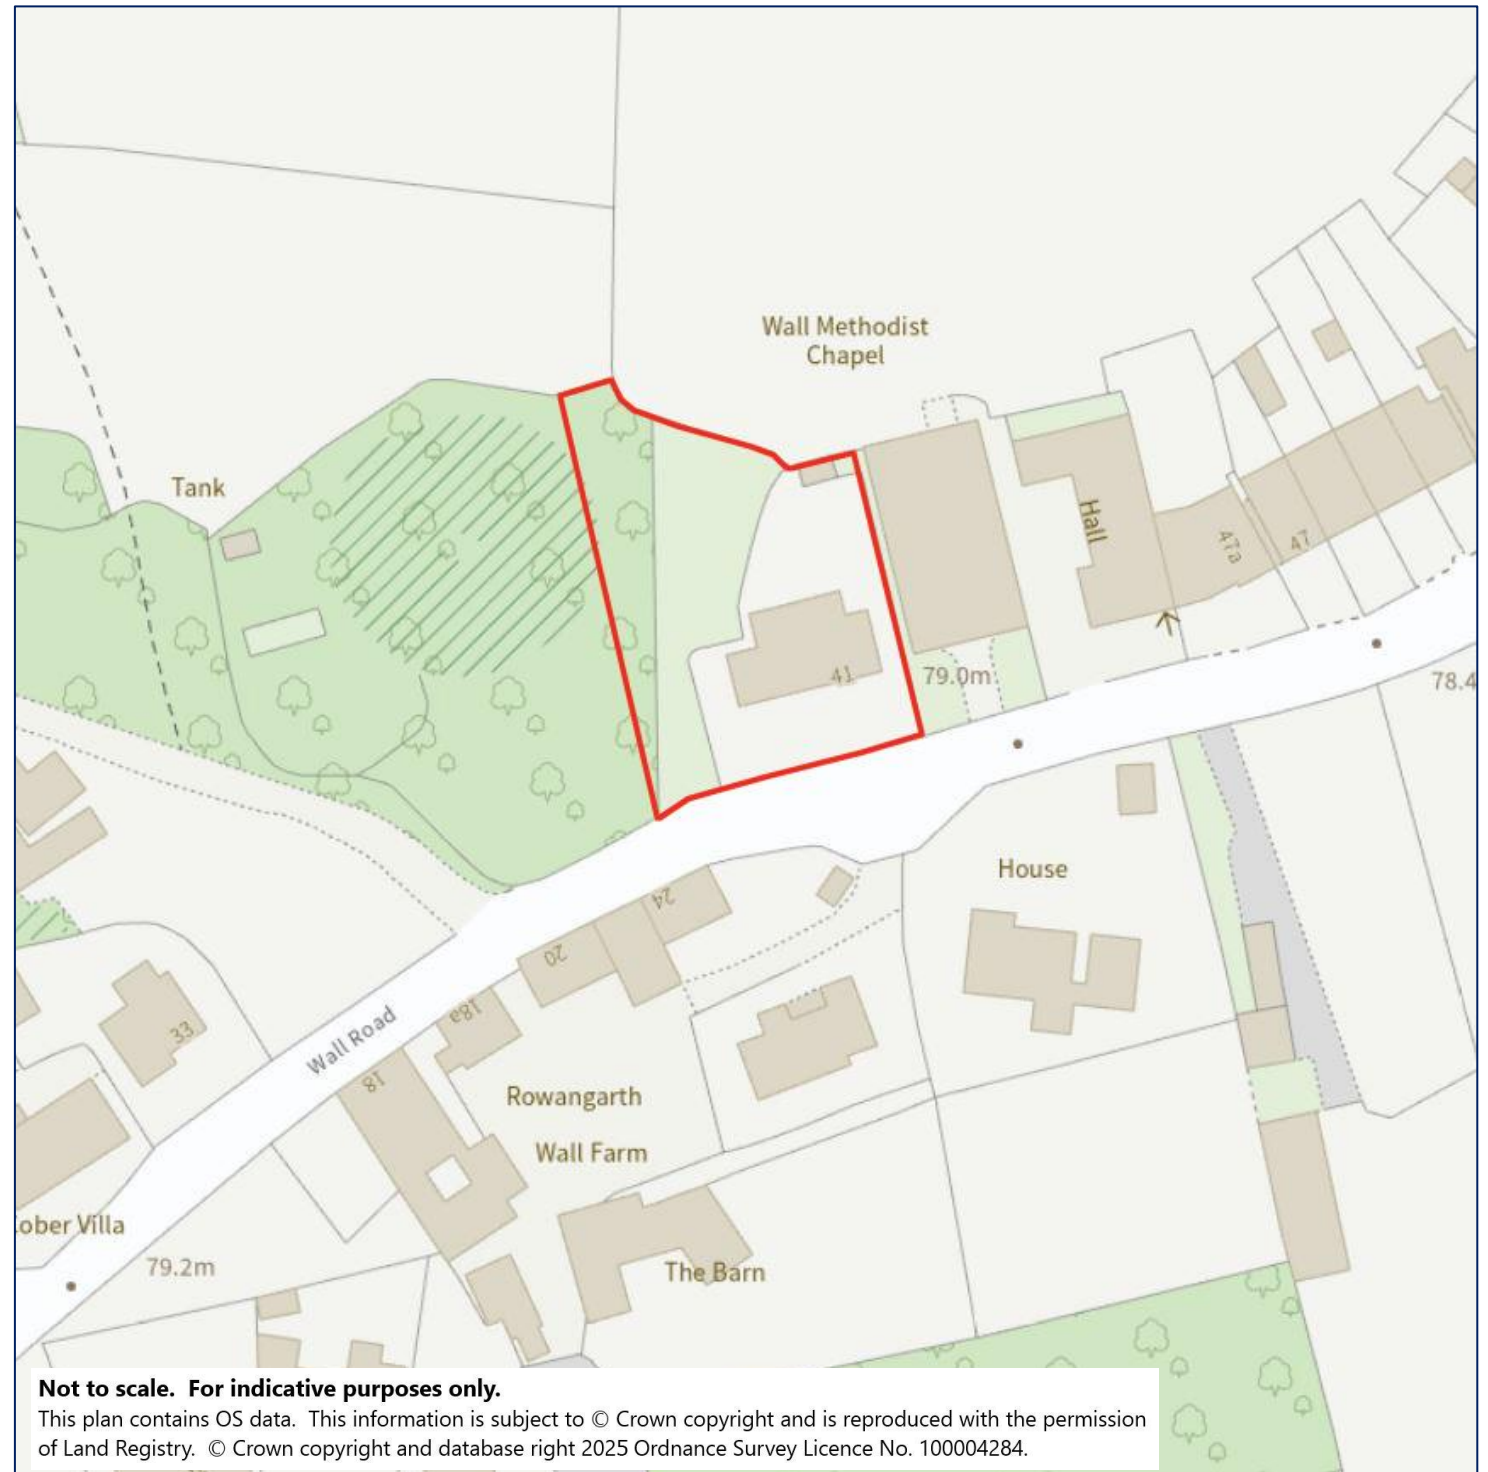 Wall Methodist
Chapel
Tank
Hall
47a
47
41
79.0m
78.4
House
24
20
18a
33
Wall Road
18
Rowangarth
Wall Farm
ober Villa
79.2m
The Barn
Not to scale. For indicative purposes only.
This plan contains OS data. This information is subject to © Crown copyright and is reproduced with the permission
of Land Registry. © Crown copyright and database right 2025 Ordnance Survey Licence No. 100004284.